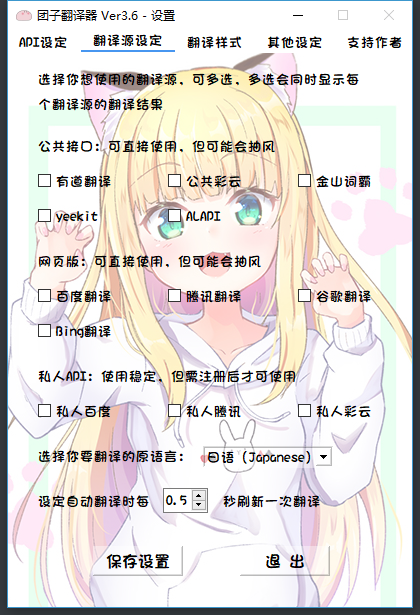 团子翻译器 Ver3.6 - 设置
API设定 翻译源设定 翻译样式 其他设定 支持作者
选择你想使用的翻译源，可多选，多选会同时显示每
个翻译源的翻译结果
公共接口：可直接使用，但可能会抽风
有道翻译 公共彩云 金山词霸
yeekit ALAPI
网页版：可直接使用，但可能会抽风
百度翻译 腾讯翻译 谷歌翻译
Bing翻译
私人API：使用稳定，但需注册后才可使用
私人百度 私人腾讯 私人彩云
选择你要翻译的原语言： 日语（Japanese）
设定自动翻译时每 0.5 秒刷新一次翻译
保存设置 退 出